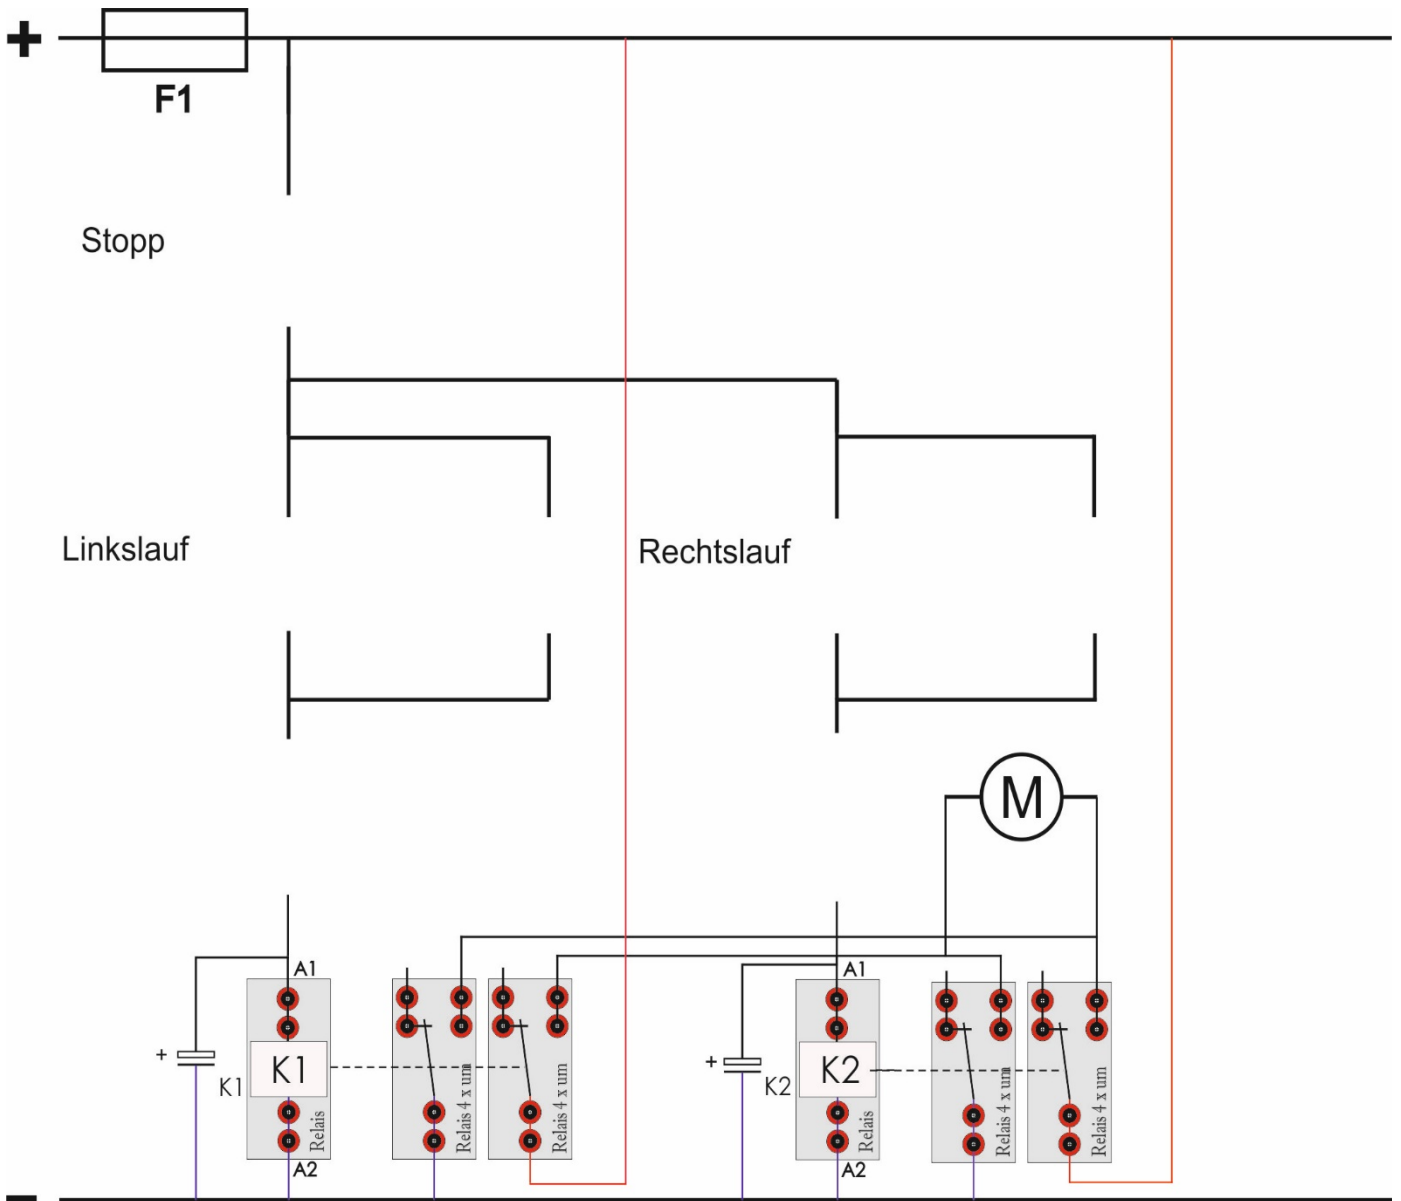 +
F1
Stopp
Linkslauf
Rechtslauf
M
A1
A1
+
K1
K1
Relais
Relais 4 x um
Relais 4 x um
+
K2
K2
Relais
Relais 4 x um
Relais 4 x um
A2
A2
–